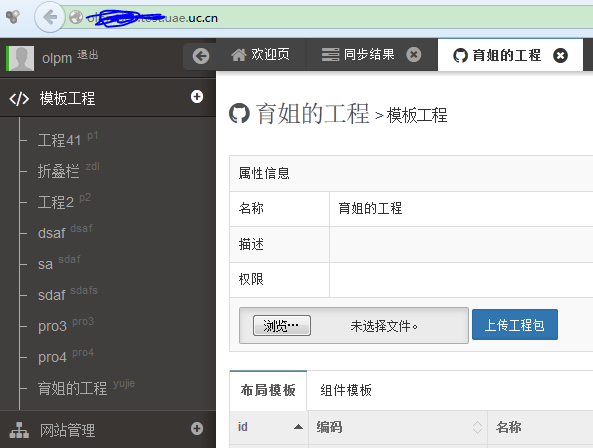 uae.uc.cn
olpm 退出
欢迎页 同步结果 育姐的工程
模板工程
育姐的工程 > 模板工程
工程41 p1
折叠栏 zdl
工程2 p2
dsaf dsaf
sa sdaf
sdaf sdafs
pro3 pro3
pro4 pro4
育姐的工程 yujie
网站管理
属性信息
名称 育姐的工程
描述
权限
浏览… 未选择文件。 上传工程包
布局模板 组件模板
id 编码 名称